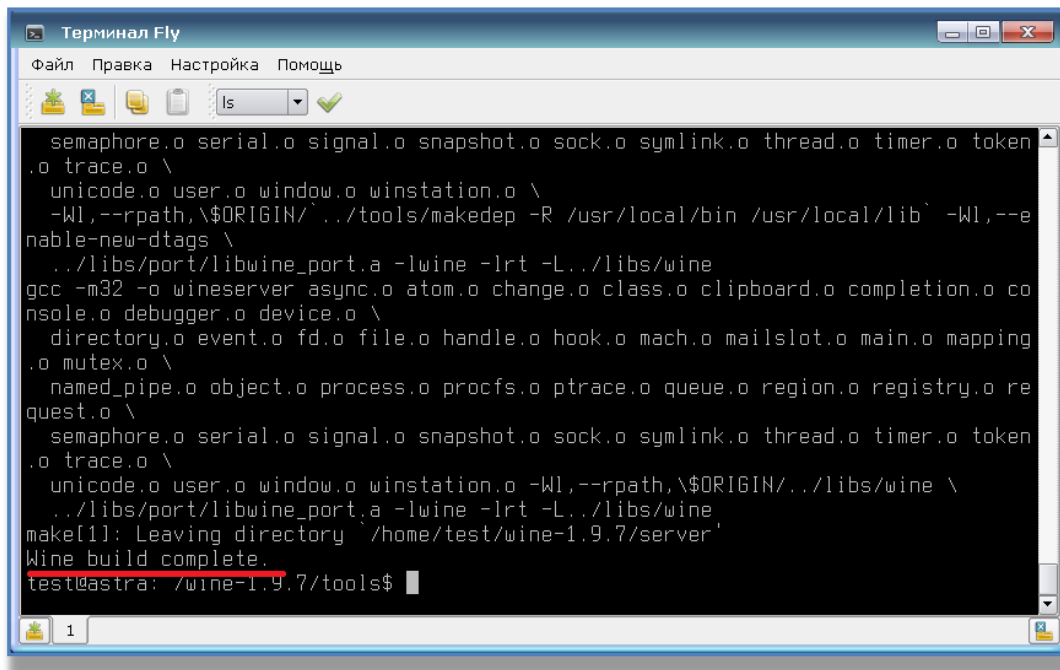 Терминал Fly
Файл Правка Настройка Помощь
ls
semaphore.o serial.o signal.o snapshot.o sock.o symlink.o thread.o timer.o token
.o trace.o \
unicode.o user.o window.o winstation.o \
-Wl,--rpath,\$ORIGIN/`../tools/makedep -R /usr/local/bin /usr/local/lib` -Wl,--e
nable-new-dtags \
../libs/port/libwine_port.a -lwine -lrt -L../libs/wine
gcc -m32 -o wineserver async.o atom.o change.o class.o clipboard.o completion.o co
nsole.o debugger.o device.o \
directory.o event.o fd.o file.o handle.o hook.o mach.o mailslot.o main.o mapping
.o mutex.o \
named_pipe.o object.o process.o procfs.o ptrace.o queue.o region.o registry.o re
quest.o \
semaphore.o serial.o signal.o snapshot.o sock.o symlink.o thread.o timer.o token
.o trace.o \
unicode.o user.o window.o winstation.o -Wl,--rpath,\$ORIGIN/../libs/wine \
../libs/port/libwine_port.a -lwine -lrt -L../libs/wine
make[1]: Leaving directory `/home/test/wine-1.9.7/server'
Wine build complete.
test@astra: /wine-1.9.7/tools$
1